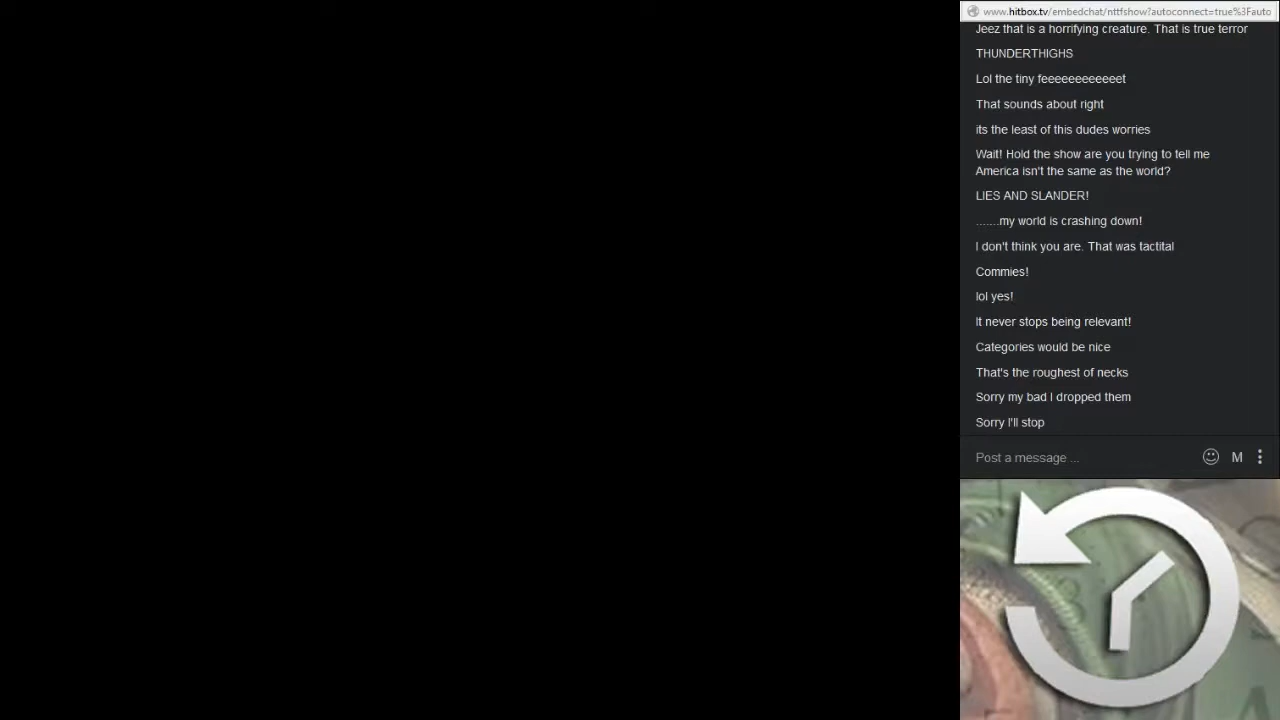 www.hitbox.tv/embedchat/nttfshow?autoconnect=true%3Fauto
Jeez that is a horrifying creature. That is true terror
THUNDERTHIGHS
Lol the tiny feeeeeeeeeeeet
That sounds about right
its the least of this dudes worries
Wait! Hold the show are you trying to tell me
America isn't the same as the world?
LIES AND SLANDER!
.......my world is crashing down!
I don't think you are. That was tactital
Commies!
lol yes!
It never stops being relevant!
Categories would be nice
That's the roughest of necks
Sorry my bad I dropped them
Sorry I'll stop
Post a message ...
M